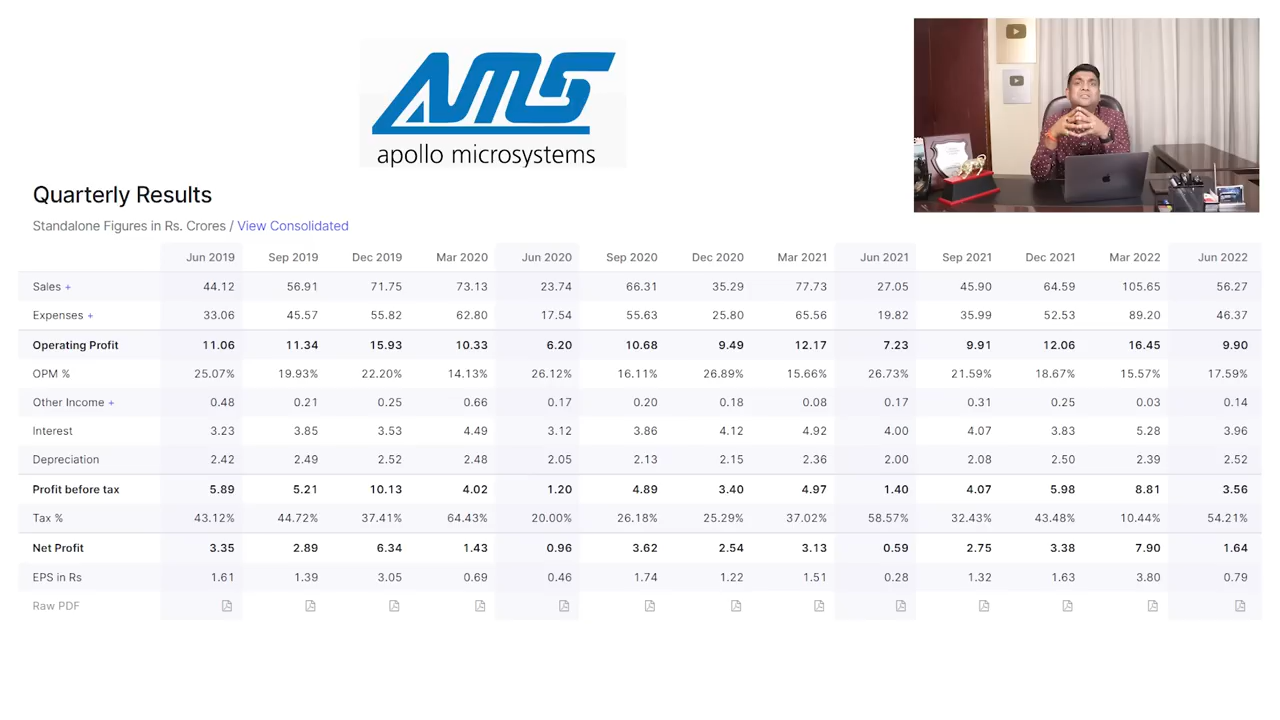 AMS
apollo microsystems
Quarterly Results
Standalone Figures in Rs. Crores / View Consolidated
Jun 2019 Sep 2019 Dec 2019 Mar 2020 Jun 2020 Sep 2020 Dec 2020 Mar 2021 Jun 2021 Sep 2021 Dec 2021 Mar 2022 Jun 2022
Sales + 44.12 56.91 71.75 73.13 23.74 66.31 35.29 77.73 27.05 45.90 64.59 105.65 56.27
Expenses + 33.06 45.57 55.82 62.80 17.54 55.63 25.80 65.56 19.82 35.99 52.53 89.20 46.37
Operating Profit 11.06 11.34 15.93 10.33 6.20 10.68 9.49 12.17 7.23 9.91 12.06 16.45 9.90
OPM % 25.07% 19.93% 22.20% 14.13% 26.12% 16.11% 26.89% 15.66% 26.73% 21.59% 18.67% 15.57% 17.59%
Other Income + 0.48 0.21 0.25 0.66 0.17 0.20 0.18 0.08 0.17 0.31 0.25 0.03 0.14
Interest 3.23 3.85 3.53 4.49 3.12 3.86 4.12 4.92 4.00 4.07 3.83 5.28 3.96
Depreciation 2.42 2.49 2.52 2.48 2.05 2.13 2.15 2.36 2.00 2.08 2.50 2.39 2.52
Profit before tax 5.89 5.21 10.13 4.02 1.20 4.89 3.40 4.97 1.40 4.07 5.98 8.81 3.56
Tax % 43.12% 44.72% 37.41% 64.43% 20.00% 26.18% 25.29% 37.02% 58.57% 32.43% 43.48% 10.44% 54.21%
Net Profit 3.35 2.89 6.34 1.43 0.96 3.62 2.54 3.13 0.59 2.75 3.38 7.90 1.64
EPS in Rs 1.61 1.39 3.05 0.69 0.46 1.74 1.22 1.51 0.28 1.32 1.63 3.80 0.79
Raw PDF